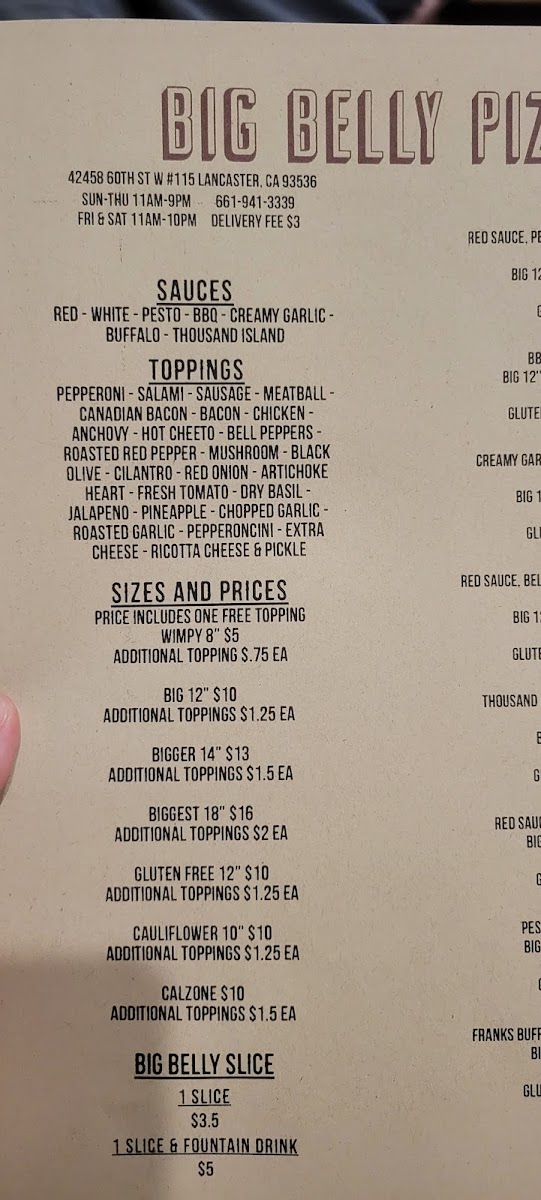 BIG BELLY PIZ
42458 60TH ST W #115 LANCASTER, CA 93536
SUN-THU 11AM-9PM 661-941-3339
FRI & SAT 11AM-10PM DELIVERY FEE $3
SAUCES
RED - WHITE - PESTO - BBQ - CREAMY GARLIC -
BUFFALO - THOUSAND ISLAND
TOPPINGS
PEPPERONI - SALAMI - SAUSAGE - MEATBALL -
CANADIAN BACON - BACON - CHICKEN -
ANCHOVY - HOT CHEETO - BELL PEPPERS -
ROASTED RED PEPPER - MUSHROOM - BLACK
OLIVE - CILANTRO - RED ONION - ARTICHOKE
HEART - FRESH TOMATO - DRY BASIL -
JALAPENO - PINEAPPLE - CHOPPED GARLIC -
ROASTED GARLIC - PEPPERONCINI - EXTRA
CHEESE - RICOTTA CHEESE & PICKLE
SIZES AND PRICES
PRICE INCLUDES ONE FREE TOPPING
WIMPY 8" $5
ADDITIONAL TOPPING $.75 EA
BIG 12" $10
ADDITIONAL TOPPINGS $1.25 EA
BIGGER 14" $13
ADDITIONAL TOPPINGS $1.5 EA
BIGGEST 18" $16
ADDITIONAL TOPPINGS $2 EA
GLUTEN FREE 12" $10
ADDITIONAL TOPPINGS $1.25 EA
CAULIFLOWER 10" $10
ADDITIONAL TOPPINGS $1.25 EA
CALZONE $10
ADDITIONAL TOPPINGS $1.5 EA
BIG BELLY SLICE
1 SLICE
$3.5
1 SLICE & FOUNTAIN DRINK
$5
RED SAUCE, PE
BIG 12
G
BB
BIG 12"
GLUTE
CREAMY GAR
BIG 1
GLU
RED SAUCE, BEL
BIG 12
GLUTE
THOUSAND
B
G
RED SAUC
BIG
G
PES
BIG
G
FRANKS BUFF
BI
GLU